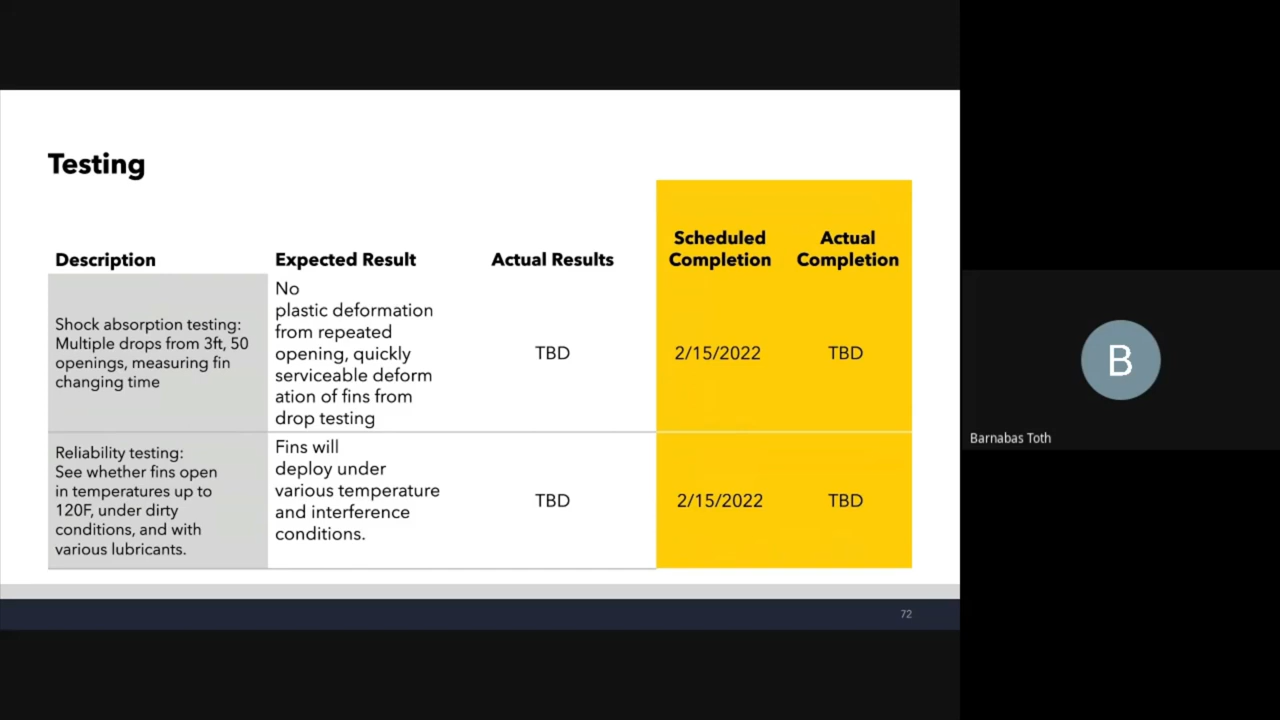 Testing
Description
Expected Result
Actual Results
Scheduled
Completion
Actual
Completion
Shock absorption testing:
Multiple drops from 3ft, 50
openings, measuring fin
changing time
No
plastic deformation
from repeated
opening, quickly
serviceable deform
ation of fins from
drop testing
TBD
2/15/2022
TBD
Reliability testing:
See whether fins open
in temperatures up to
120F, under dirty
conditions, and with
various lubricants.
Fins will
deploy under
various temperature
and interference
conditions.
TBD
2/15/2022
TBD
72
B
Barnabas Toth